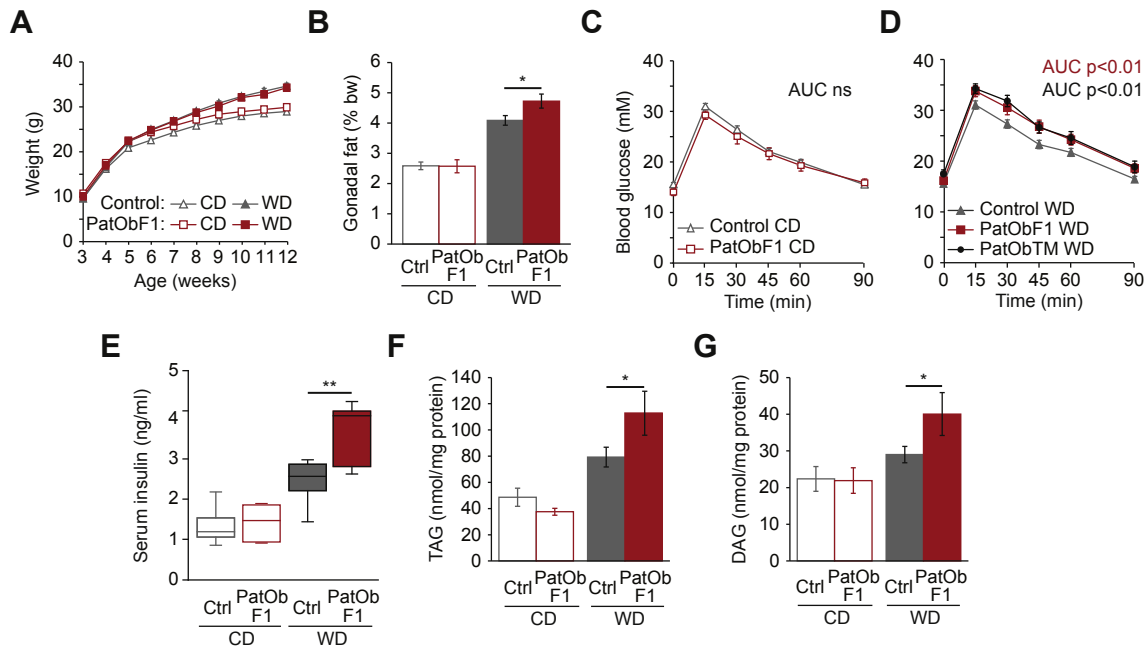 A
Weight (g)
40
30
20
10
0
3 4 5 6 7 8 9 10 11 12
Age (weeks)
Control: CD WD
PatObF1: CD WD
B
Gonadal fat (% bw)
6
5
4
3
2
1
0
*
Ctrl PatOb F1 Ctrl PatOb F1
CD WD
C
Blood glucose (mM)
40
30
20
10
0
AUC ns
Control CD
PatObF1 CD
0 15 30 45 60 90
Time (min)
D
40
30
20
10
0
AUC p<0.01
AUC p<0.01
Control WD
PatObF1 WD
PatObTM WD
0 15 30 45 60 90
Time (min)
E
Serum insulin (ng/ml)
5
4
3
2
1
**
Ctrl PatOb F1 Ctrl PatOb F1
CD WD
F
TAG (nmol/mg protein)
140
120
100
80
60
40
20
0
*
Ctrl PatOb F1 Ctrl PatOb F1
CD WD
G
DAG (nmol/mg protein)
50
40
30
20
10
0
*
Ctrl PatOb F1 Ctrl PatOb F1
CD WD